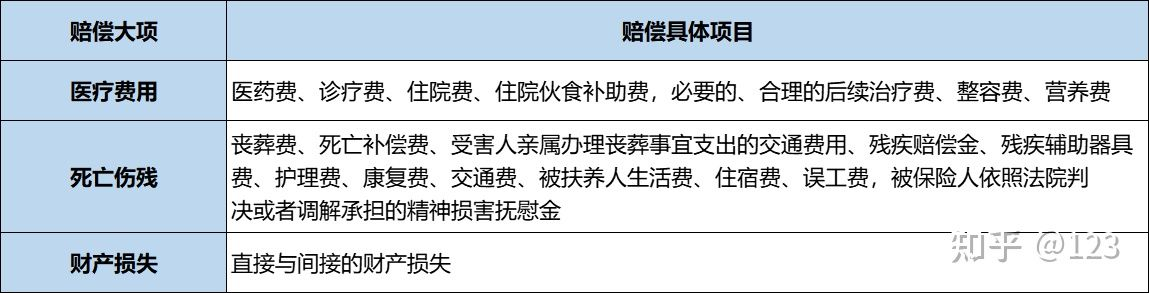 赔偿大项 赔偿具体项目
医疗费用 医药费、诊疗费、住院费、住院伙食补助费，必要的、合理的后续治疗费、整容费、营养费
死亡伤残 丧葬费、死亡补偿费、受害人亲属办理丧葬事宜支出的交通费用、残疾赔偿金、残疾辅助器具
费、护理费、康复费、交通费、被扶养人生活费、住宿费、误工费，被保险人依照法院判
决或者调解承担的精神损害抚慰金
财产损失 直接与间接的财产损失
知乎 @123